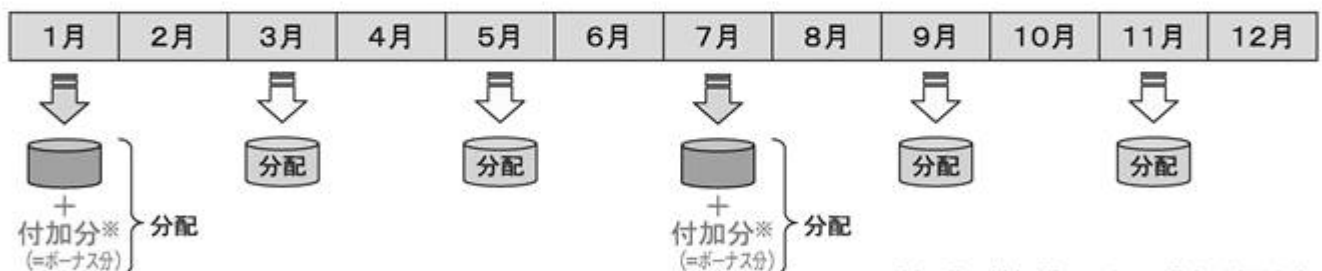 1月 2月 3月 4月 5月 6月 7月 8月 9月 10月 11月 12月
分配 分配 分配 分配
+ +
付加分※ 分配 付加分※ 分配
(=ボーナス分) (=ボーナス分)